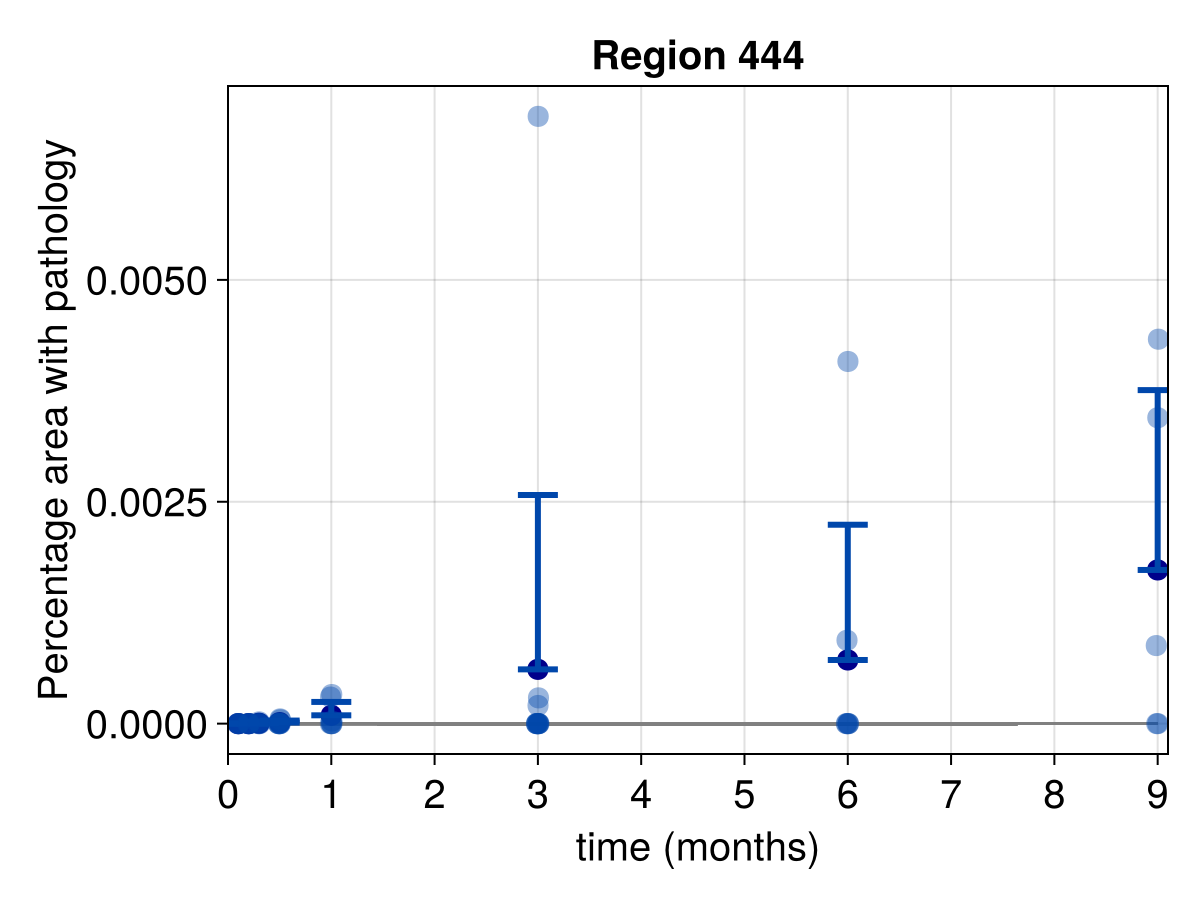 Region 444
Percentage area with pathology
0.0050
0.0025
0.0000
0 1 2 3 4 5 6 7 8 9
time (months)